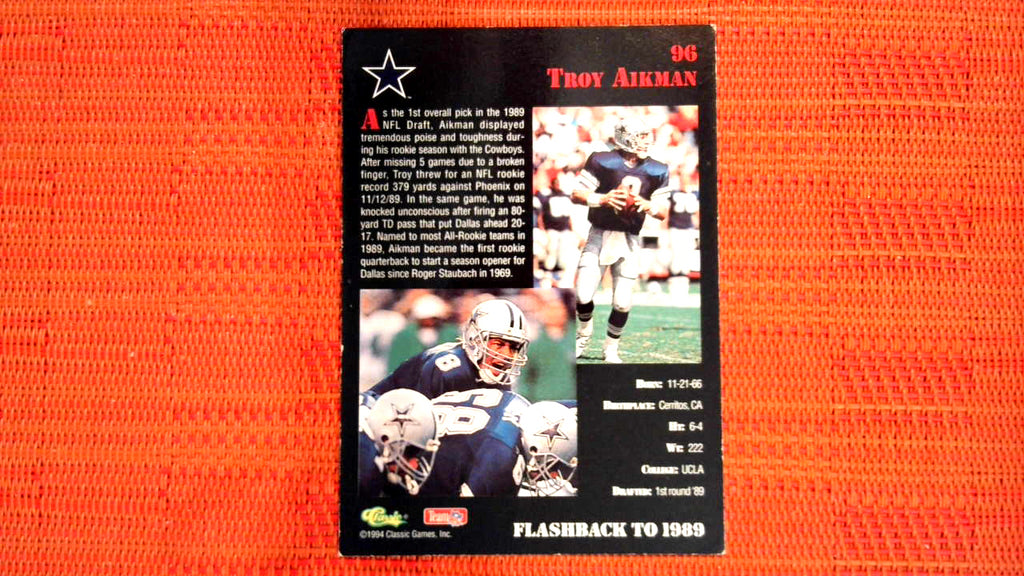 96
TROY AIKMAN
As the 1st overall pick in the 1989
NFL Draft, Aikman displayed
tremendous poise and toughness dur-
ing his rookie season with the Cowboys.
After missing 5 games due to a broken
finger, Troy threw for an NFL rookie
record 379 yards against Phoenix on
11/12/89. In the same game, he was
knocked unconscious after firing an 80-
yard TD pass that put Dallas ahead 20-
17. Named to most All-Rookie teams in
1989, Aikman became the first rookie
quarterback to start a season opener for
Dallas since Roger Staubach in 1969.
8
8
BORN: 11-21-66
BIRTHPLACE: Cerritos, CA
HT: 6-4
WT: 222
COLLEGE: UCLA
DRAFTED: 1st round '89
Classic®
Team NFL
©1994 Classic Games, Inc.
FLASHBACK TO 1989